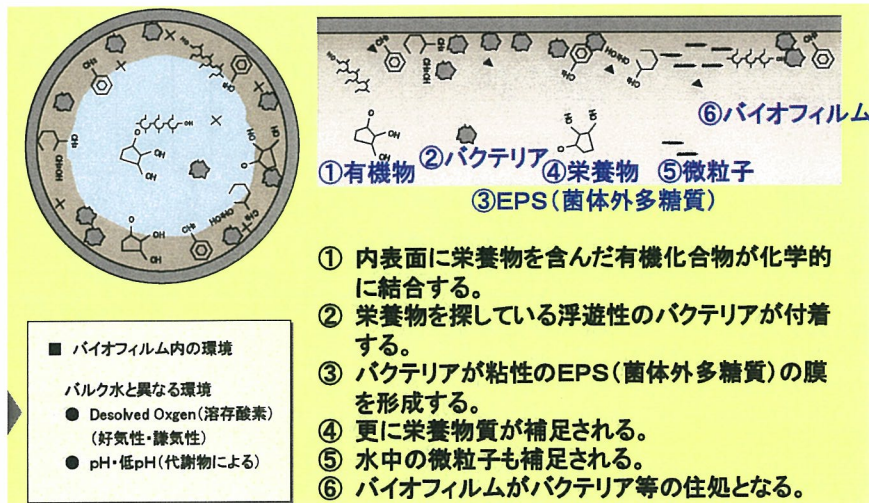 ⑥バイオフィルム
①有機物
②バクテリア
④栄養物
⑤微粒子
③EPS(菌体外多糖質)
① 内表面に栄養物を含んだ有機化合物が化学的
に結合する。
② 栄養物を探している浮遊性のバクテリアが付着
する。
③ バクテリアが粘性のEPS(菌体外多糖質)の膜
を形成する。
④ 更に栄養物質が補足される。
⑤ 水中の微粒子も補足される。
⑥ バイオフィルムがバクテリア等の住処となる。
■ バイオフィルム内の環境
バルク水と異なる環境
● Desolved Oxgen(溶存酸素)
(好気性・謙気性)
● pH・低pH(代謝物による)